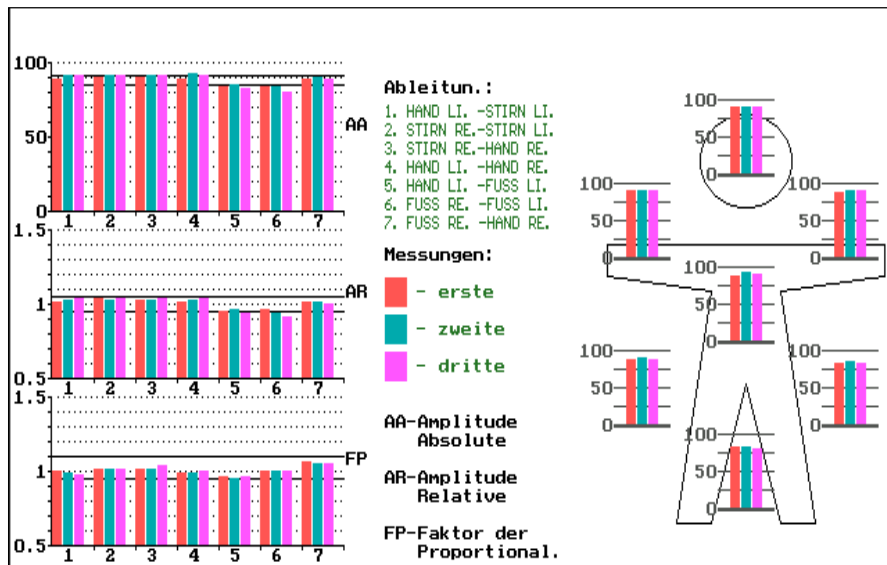 100
50
0
AA
1 2 3 4 5 6 7
1.5
1
0.5
AR
1 2 3 4 5 6 7
1.5
1
0.5
FP
1 2 3 4 5 6 7
Ableitun.:
1. HAND LI. -STIRN LI.
2. STIRN RE.-STIRN LI.
3. STIRN RE.-HAND RE.
4. HAND LI. -HAND RE.
5. HAND LI. -FUSS LI.
6. FUSS RE. -FUSS LI.
7. FUSS RE. -HAND RE.
Messungen:
- erste
- zweite
- dritte
AA-Amplitude
Absolute
AR-Amplitude
Relative
FP-Faktor der
Proportional.
100
50
0
100
50
0
100
50
0
100
50
0
100
50
0
100
50
0
100
50
0